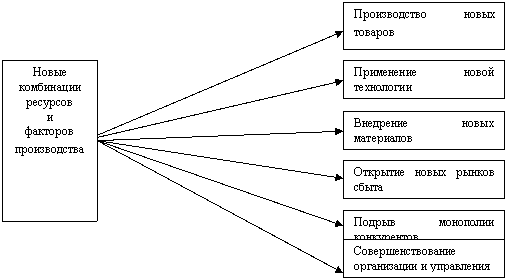 Новые
комбинации
ресурсов
и
факторов
производства
Производство новых
товаров
Применение новой
технологии
Внедрение новых
материалов
Открытие новых рынков
сбыта
Подрыв монополии
конкурентов
Совершенствование
организации и управления